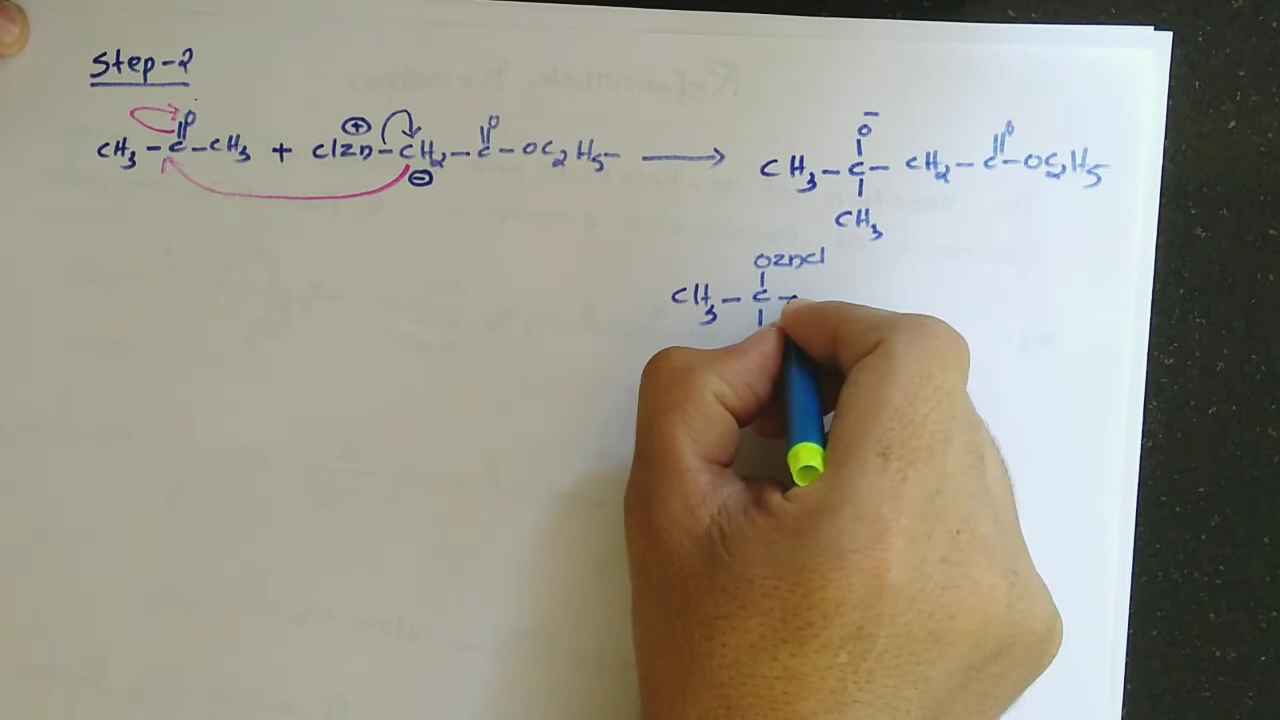 Step-2
CH3 - C(=O) - CH3 + ClZn⊕ - CH2⊖ - C(=O) - OC2H5 - ⟶ CH3 - C(O⁻)(CH3) - CH2 - C(=O) - OC2H5
OZnCl
CH3 - C -